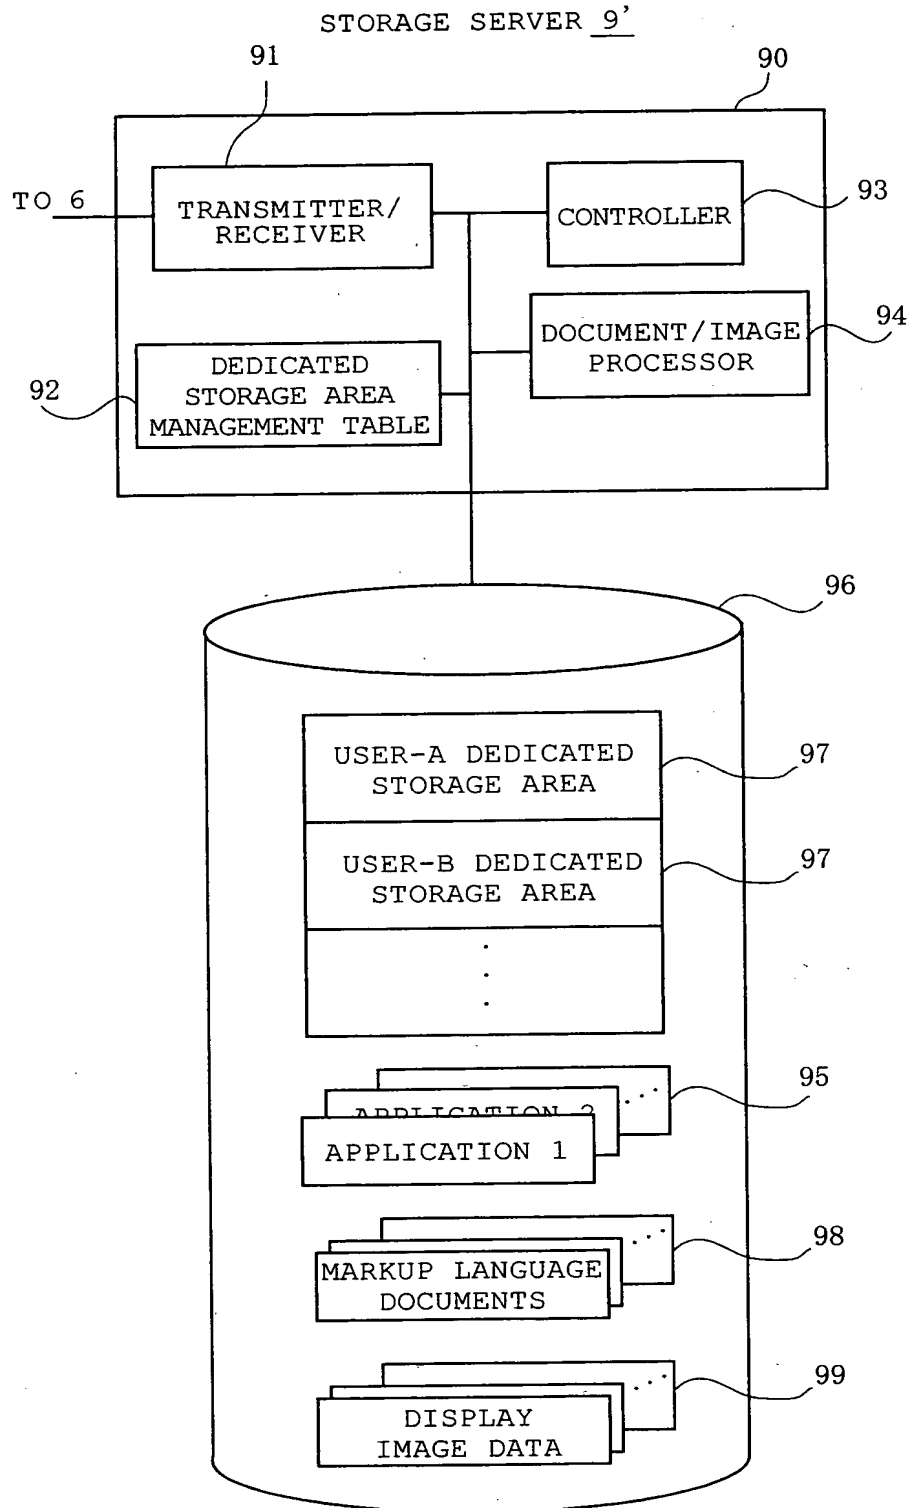 STORAGE SERVER 9'
91
90
TO 6
TRANSMITTER/
RECEIVER
CONTROLLER
93
DOCUMENT/IMAGE
PROCESSOR
94
92
DEDICATED
STORAGE AREA
MANAGEMENT TABLE
96
USER-A DEDICATED
STORAGE AREA
97
USER-B DEDICATED
STORAGE AREA
97
95
APPLICATION 2
APPLICATION 1
98
MARKUP LANGUAGE
DOCUMENTS
99
DISPLAY
IMAGE DATA